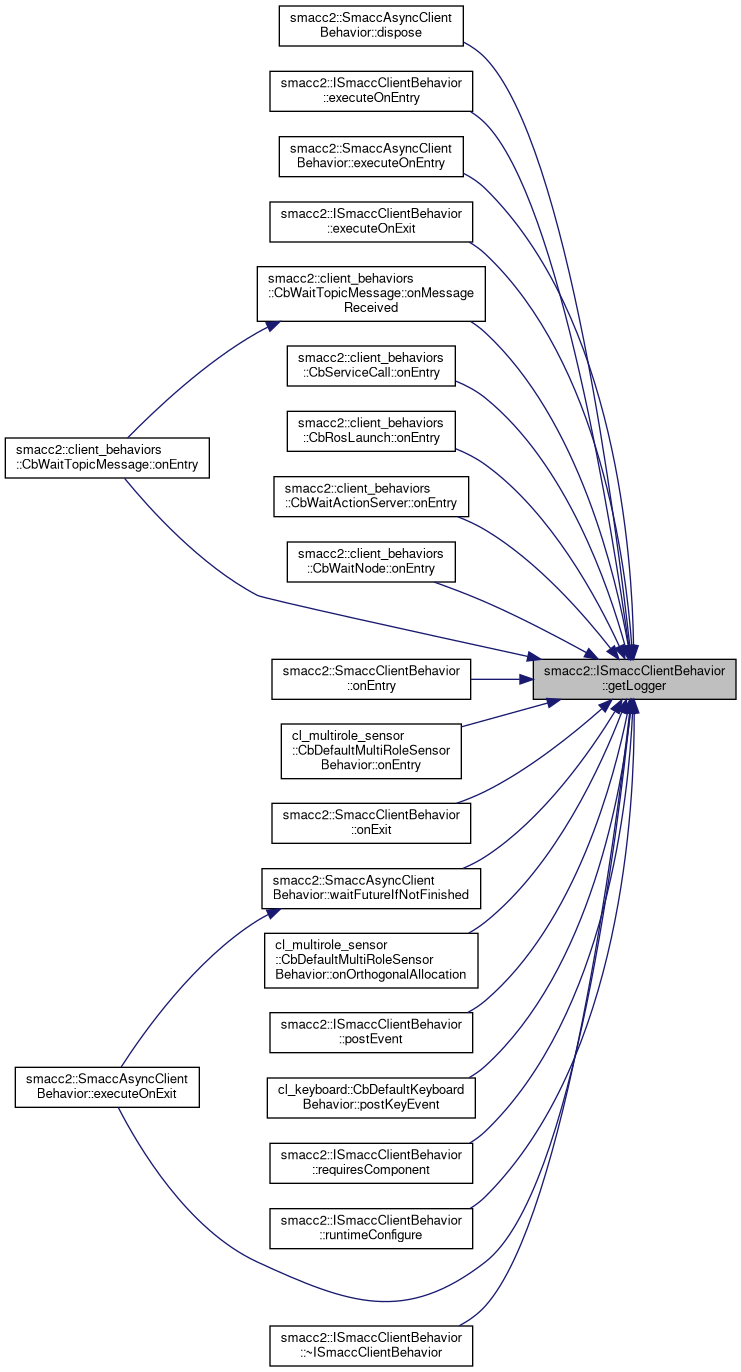 smacc2::SmaccAsyncClient
Behavior::dispose
smacc2::ISmaccClientBehavior
::executeOnEntry
smacc2::SmaccAsyncClient
Behavior::executeOnEntry
smacc2::ISmaccClientBehavior
::executeOnExit
smacc2::client_behaviors
::CbWaitTopicMessage::onMessage
Received
smacc2::client_behaviors
::CbServiceCall::onEntry
smacc2::client_behaviors
::CbRosLaunch::onEntry
smacc2::client_behaviors
::CbWaitTopicMessage::onEntry
smacc2::client_behaviors
::CbWaitActionServer::onEntry
smacc2::client_behaviors
::CbWaitNode::onEntry
smacc2::SmaccClientBehavior
::onEntry
smacc2::ISmaccClientBehavior
::getLogger
cl_multirole_sensor
::CbDefaultMultiRoleSensor
Behavior::onEntry
smacc2::SmaccClientBehavior
::onExit
smacc2::SmaccAsyncClient
Behavior::waitFutureIfNotFinished
cl_multirole_sensor
::CbDefaultMultiRoleSensor
Behavior::onOrthogonalAllocation
smacc2::ISmaccClientBehavior
::postEvent
smacc2::SmaccAsyncClient
Behavior::executeOnExit
cl_keyboard::CbDefaultKeyboard
Behavior::postKeyEvent
smacc2::ISmaccClientBehavior
::requiresComponent
smacc2::ISmaccClientBehavior
::runtimeConfigure
smacc2::ISmaccClientBehavior
::~ISmaccClientBehavior